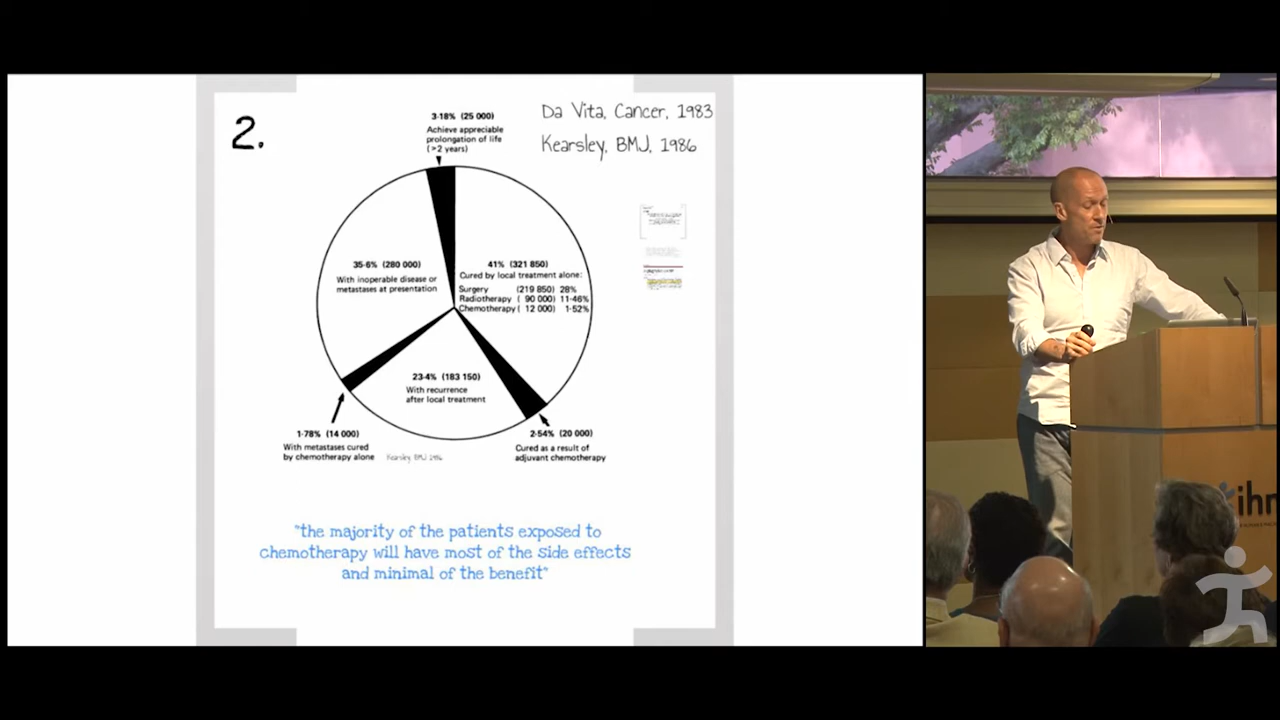 2.
Da Vita, Cancer, 1983
Kearsley, BMJ, 1986
3·18% (25 000)
Achieve appreciable
prolongation of life
(>2 years)
35·6% (280 000)
With inoperable disease or
metastases at presentation
41% (321 850)
Cured by local treatment alone:
Surgery (219 850) 28%
Radiotherapy ( 90 000) 11·46%
Chemotherapy ( 12 000) 1·52%
23·4% (183 150)
With recurrence
after local treatment
1·78% (14 000)
With metastases cured
by chemotherapy alone
Kearsley, BMJ, 1986
2·54% (20 000)
Cured as a result of
adjuvant chemotherapy
"the majority of the patients exposed to
chemotherapy will have most of the side effects
and minimal of the benefit"
ihm